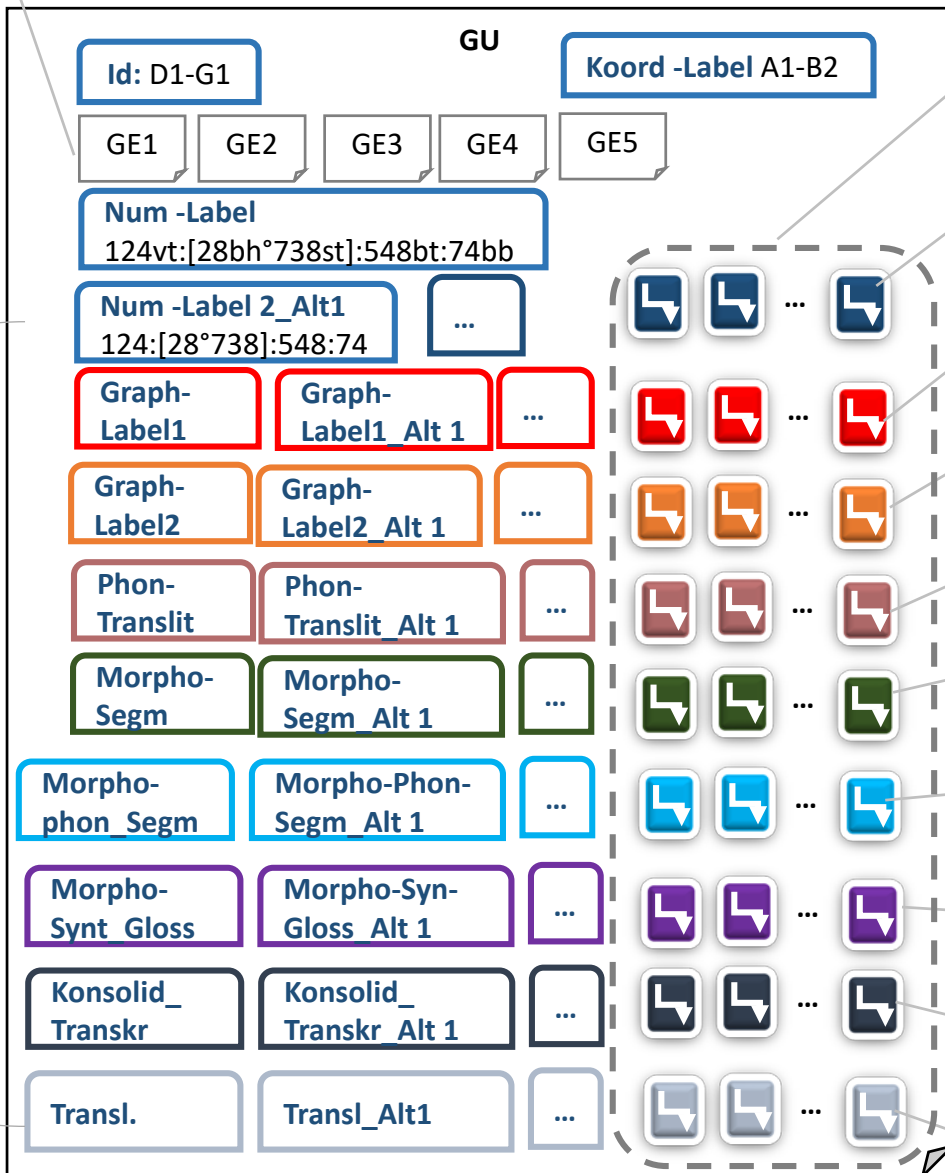 GU
Id: D1-G1
Koord -Label A1-B2
GE1 GE2 GE3 GE4 GE5
Num -Label
124vt:[28bh°738st]:548bt:74bb
Num -Label 2_Alt1
124:[28°738]:548:74
...
...
Graph-
Label1
Graph-
Label1_Alt 1
...
...
Graph-
Label2
Graph-
Label2_Alt 1
...
...
Phon-
Translit
Phon-
Translit_Alt 1
...
...
Morpho-
Segm
Morpho-
Segm_Alt 1
...
...
Morpho-
phon_Segm
Morpho-Phon-
Segm_Alt 1
...
...
Morpho-
Synt_Gloss
Morpho-Syn-
Gloss_Alt 1
...
...
Konsolid_
Transkr
Konsolid_
Transkr_Alt 1
...
...
Transl.
Transl_Alt1
...
...